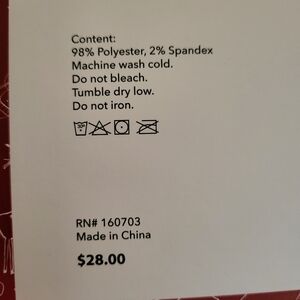 Content:
98% Polyester, 2% Spandex
Machine wash cold.
Do not bleach.
Tumble dry low.
Do not iron.
RN# 160703
Made in China
$28.00